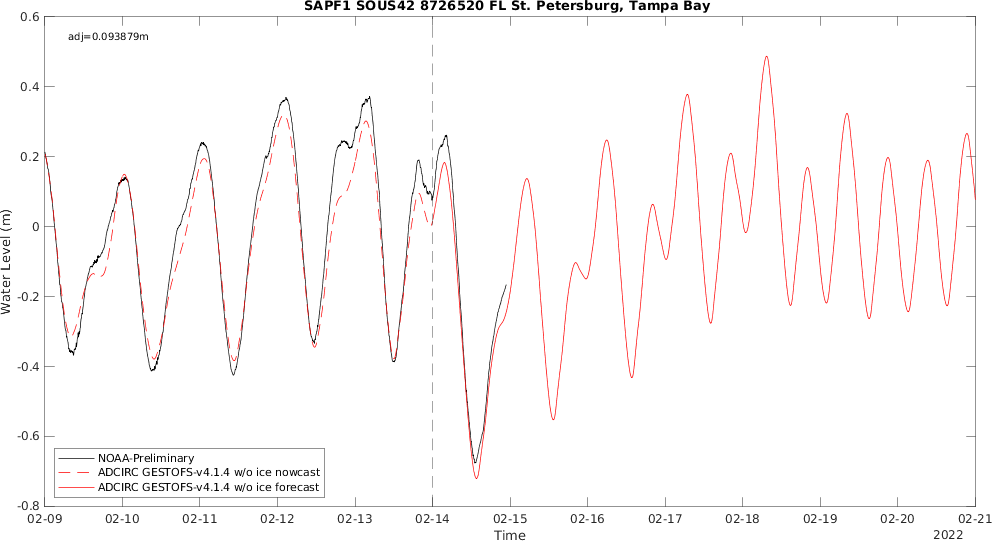 SAPF1 SOUS42 8726520 FL St. Petersburg, Tampa Bay
adj=0.093879m
0.6
0.4
0.2
0
-0.2
-0.4
-0.6
-0.8
Water Level (m)
NOAA-Preliminary
ADCIRC GESTOFS-v4.1.4 w/o ice nowcast
ADCIRC GESTOFS-v4.1.4 w/o ice forecast
02-09 02-10 02-11 02-12 02-13 02-14 02-15 02-16 02-17 02-18 02-19 02-20 02-21
Time
2022